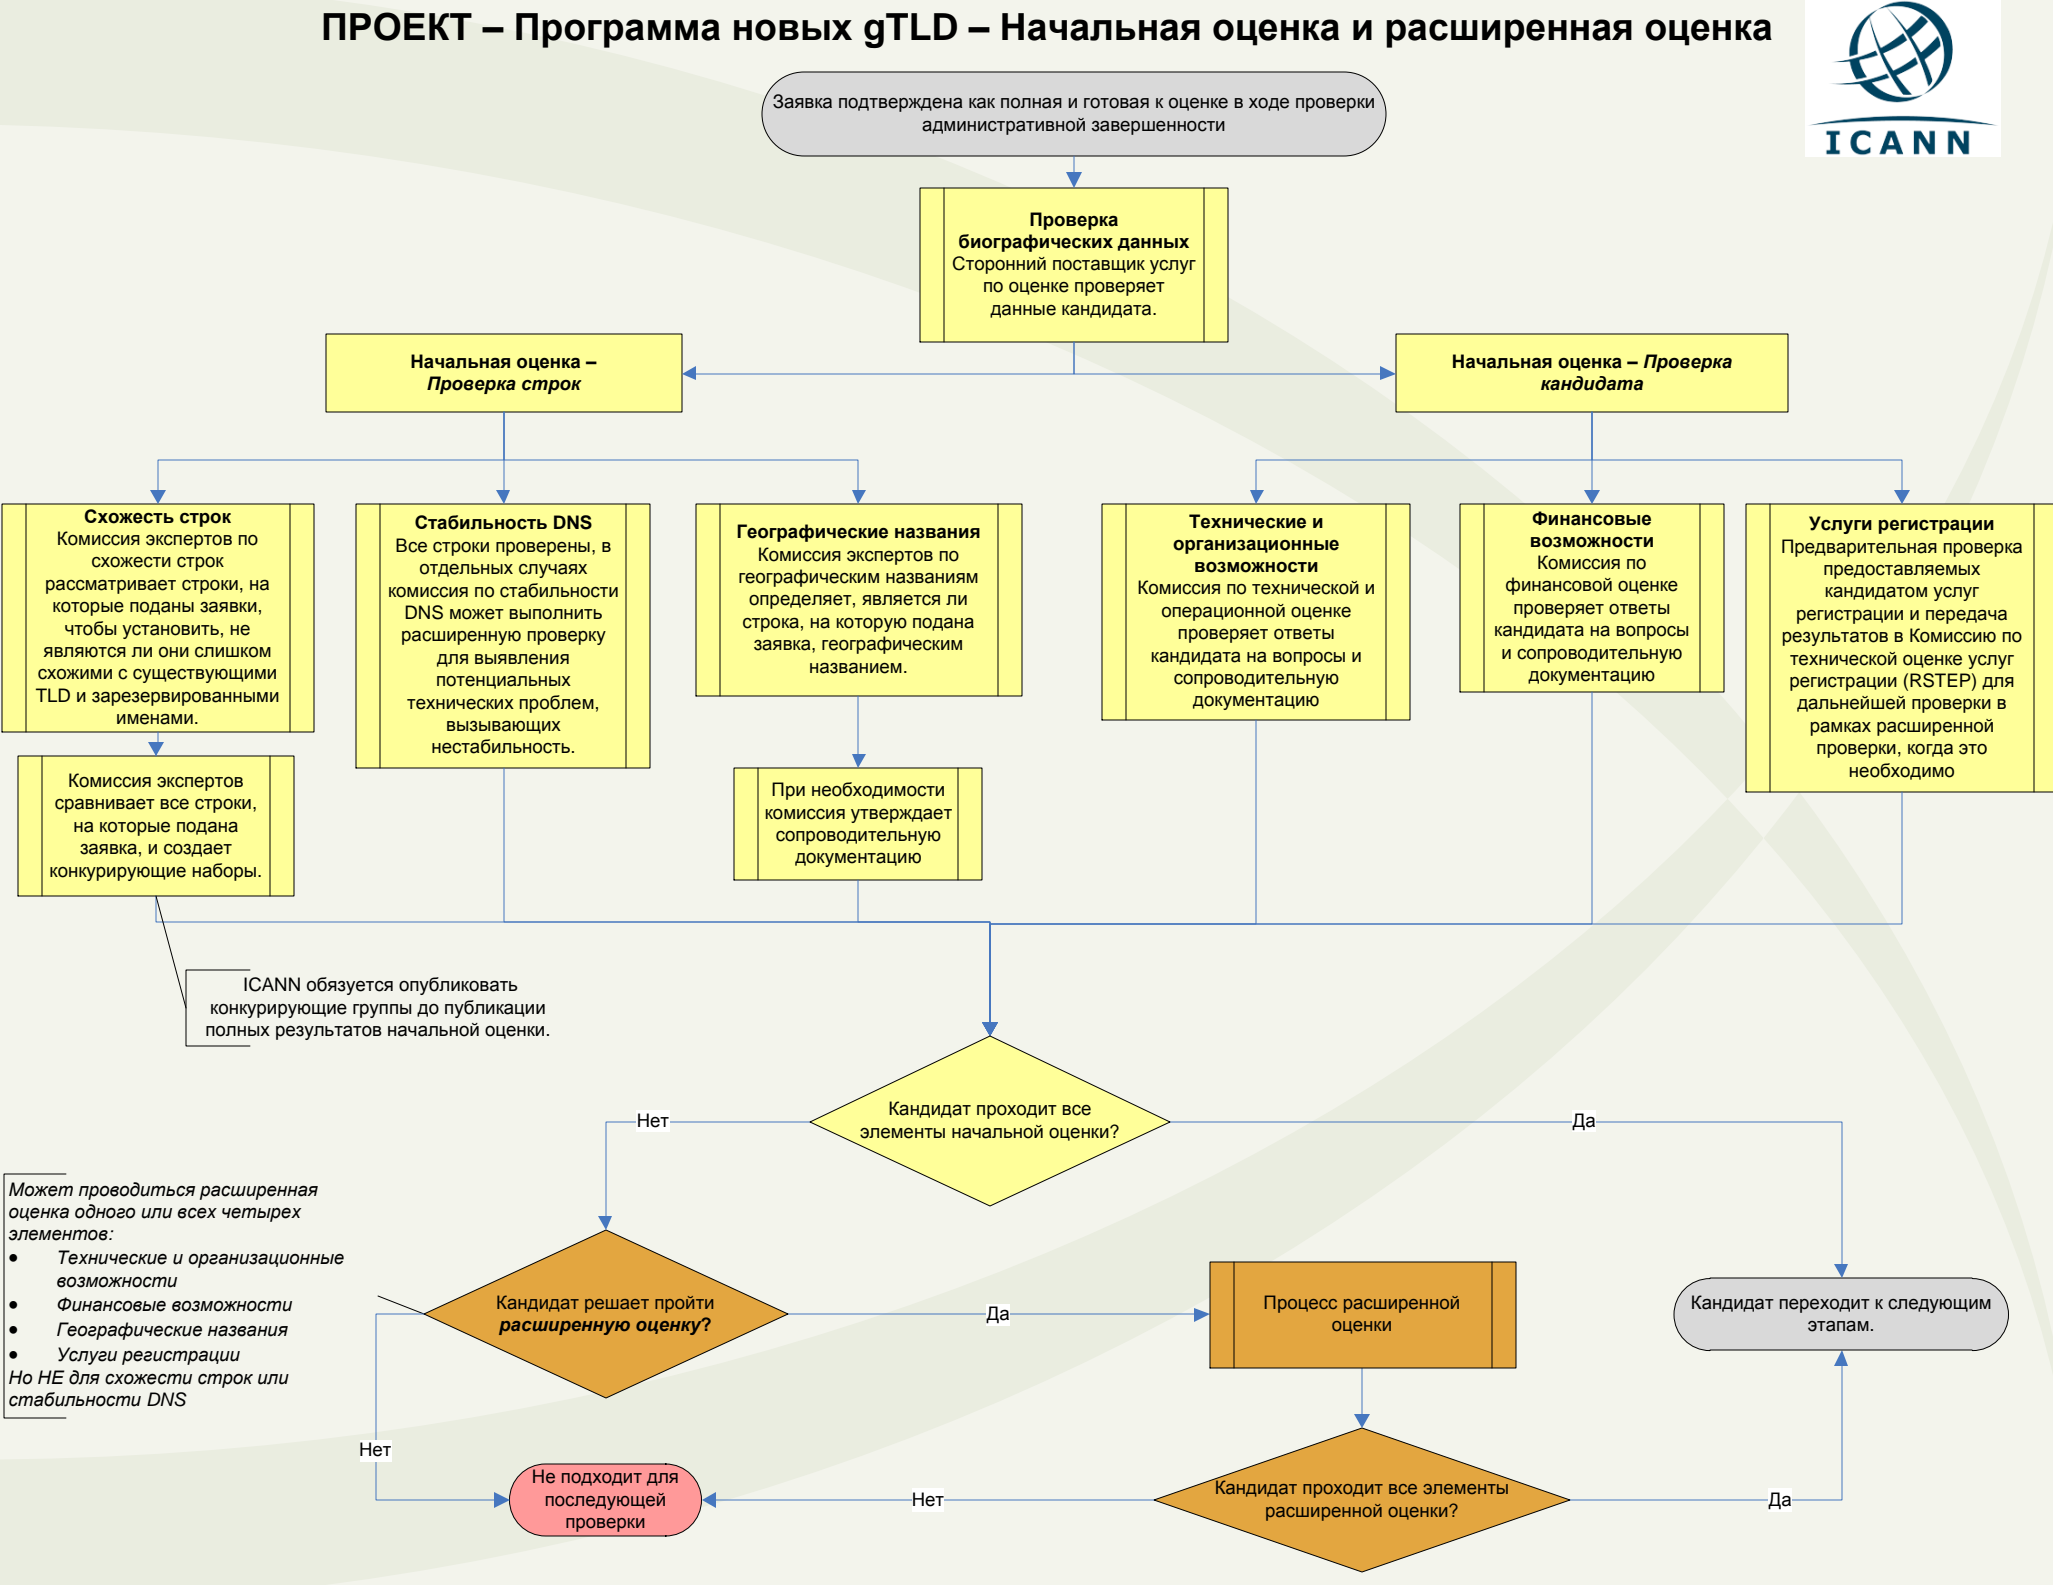 ПРОЕКТ – Программа новых gTLD – Начальная оценка и расширенная оценка
ICANN
Заявка подтверждена как полная и готовая к оценке в ходе проверки
административной завершенности
Проверка
биографических данных
Сторонний поставщик услуг
по оценке проверяет
данные кандидата.
Начальная оценка –
Проверка строк
Начальная оценка – Проверка
кандидата
Схожесть строк
Комиссия экспертов по
схожести строк
рассматривает строки, на
которые поданы заявки,
чтобы установить, не
являются ли они слишком
схожими с существующими
TLD и зарезервированными
именами.
Стабильность DNS
Все строки проверены, в
отдельных случаях
комиссия по стабильности
DNS может выполнить
расширенную проверку
для выявления
потенциальных
технических проблем,
вызывающих
нестабильность.
Географические названия
Комиссия экспертов по
географическим названиям
определяет, является ли
строка, на которую подана
заявка, географическим
названием.
Технические и
организационные
возможности
Комиссия по технической и
операционной оценке
проверяет ответы
кандидата на вопросы и
сопроводительную
документацию
Финансовые
возможности
Комиссия по
финансовой оценке
проверяет ответы
кандидата на вопросы
и сопроводительную
документацию
Услуги регистрации
Предварительная проверка
предоставляемых
кандидатом услуг
регистрации и передача
результатов в Комиссию по
технической оценке услуг
регистрации (RSTEP) для
дальнейшей проверки в
рамках расширенной
проверки, когда это
необходимо
Комиссия экспертов
сравнивает все строки,
на которые подана
заявка, и создает
конкурирующие наборы.
При необходимости
комиссия утверждает
сопроводительную
документацию
ICANN обязуется опубликовать
конкурирующие группы до публикации
полных результатов начальной оценки.
Кандидат проходит все
элементы начальной оценки?
Нет
Да
Может проводиться расширенная
оценка одного или всех четырех
элементов:
• Технические и организационные
возможности
• Финансовые возможности
• Географические названия
• Услуги регистрации
Но НЕ для схожести строк или
стабильности DNS
Кандидат решает пройти
расширенную оценку?
Да
Процесс расширенной
оценки
Кандидат переходит к следующим
этапам.
Нет
Не подходит для
последующей
проверки
Нет
Кандидат проходит все элементы
расширенной оценки?
Да